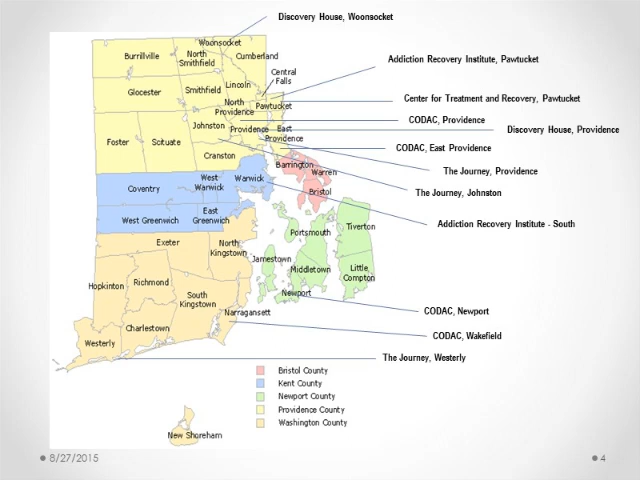 Discovery House, Woonsocket
Addiction Recovery Institute, Pawtucket
Center for Treatment and Recovery, Pawtucket
CODAC, Providence
Discovery House, Providence
CODAC, East Providence
The Journey, Providence
The Journey, Johnston
Addiction Recovery Institute - South
CODAC, Newport
CODAC, Wakefield
The Journey, Westerly
Woonsocket
Burrillville
North
Smithfield
Cumberland
Central
Falls
Glocester
Smithfield
Lincoln
North
Providence
Pawtucket
Johnston
Providence
East
Providence
Foster
Scituate
Cranston
Barrington
Warren
Bristol
Coventry
West
Warwick
Warwick
West Greenwich
East
Greenwich
Exeter
North
Kingstown
Portsmouth
Tiverton
Jamestown
Middletown
Little
Compton
Newport
Hopkinton
Richmond
South
Kingstown
Narragansett
Charlestown
Westerly
New Shoreham
Bristol County
Kent County
Newport County
Providence County
Washington County
8/27/2015
4